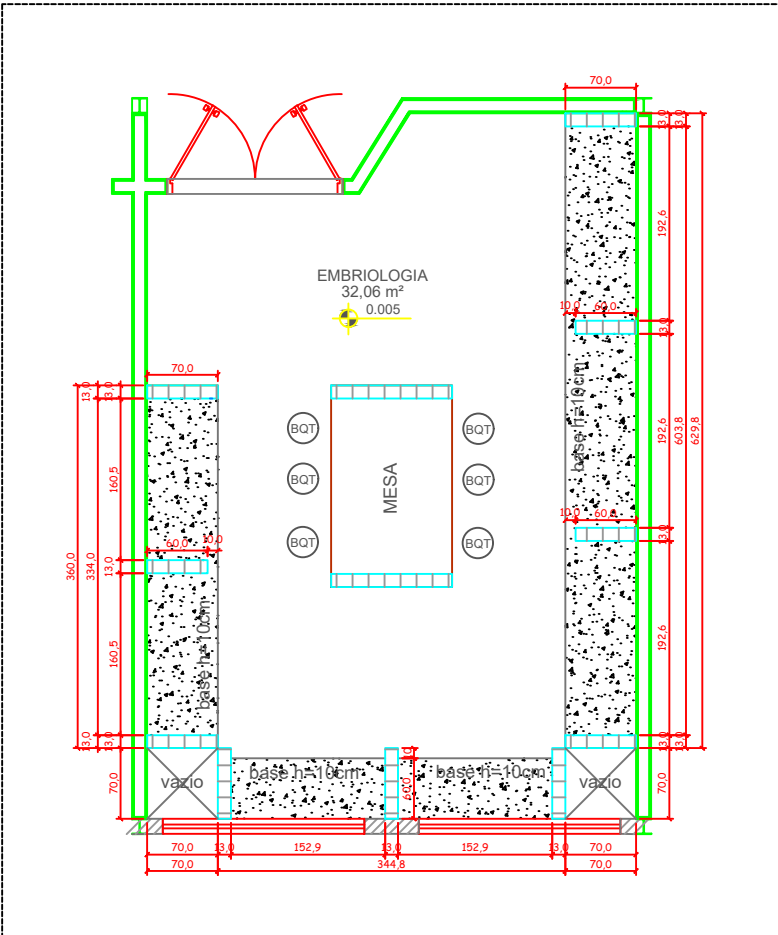 70,0
13,0
13,0
192,6
EMBRIOLOGIA
32,06 m²
0.005
10,0
60,0
13,0
70,0
13,0
13,0
BQT
BQT
base h=10cm
192,6
603,8
629,8
160,5
BQT
BQT
MESA
10,0
60,0
13,0
BQT
BQT
60,0
10,0
360,0
334,0
13,0
192,6
160,5
base h=10cm
13,0
13,0
13,0
13,0
10
base h=10cm
base h=10cm
vazio
vazio
70,0
60,0
70,0
70,0
13,0
152,9
13,0
152,9
13,0
70,0
70,0
344,8
70,0